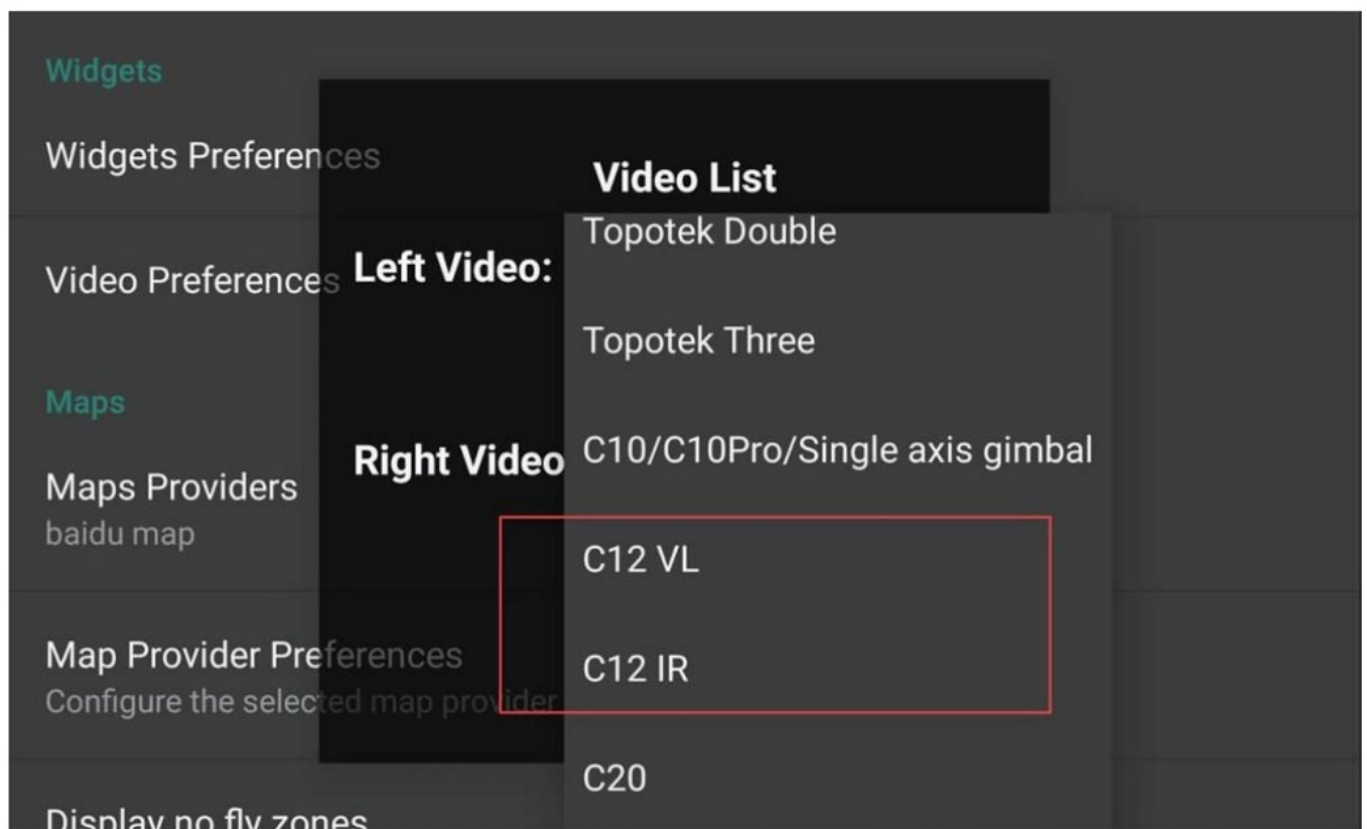 Widgets
Widgets Preferences
Video Preferences
Maps
Maps Providers
baidu map
Map Provider Preferences
Configure the selected map provider
Display no fly zones
Video List
Left Video:
Right Video
Topotek Double
Topotek Three
C10/C10Pro/Single axis gimbal
C12 VL
C12 IR
C20